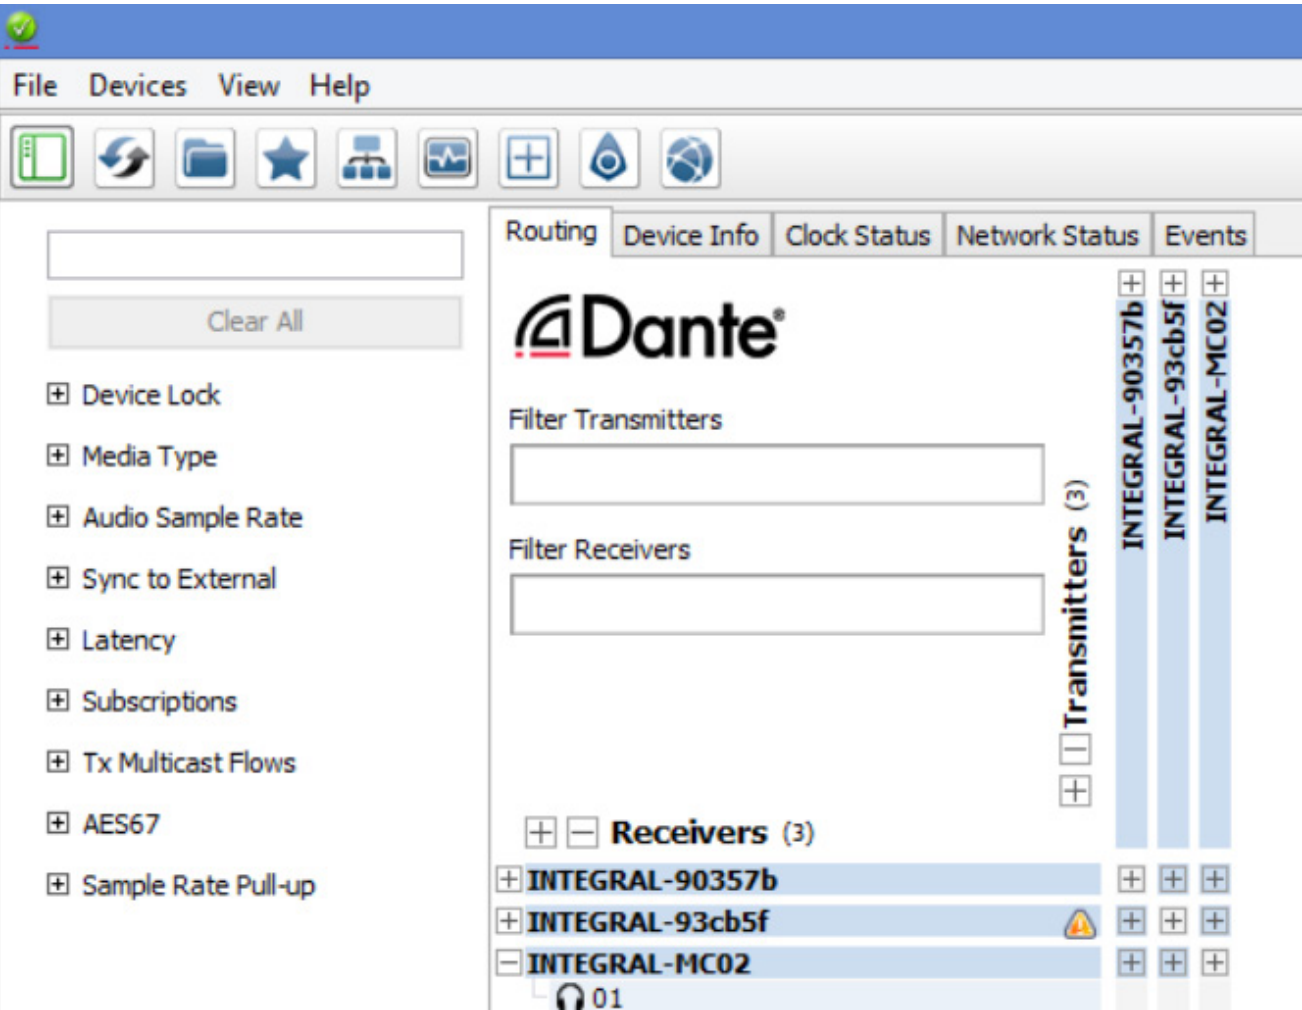 File Devices View Help
Routing Device Info Clock Status Network Status Events
Clear All
Device Lock
Media Type
Audio Sample Rate
Sync to External
Latency
Subscriptions
Tx Multicast Flows
AES67
Sample Rate Pull-up
Dante®
Filter Transmitters
Filter Receivers
Transmitters (3)
INTEGRAL-90357b
INTEGRAL-93cb5f
INTEGRAL-MC02
Receivers (3)
INTEGRAL-90357b
INTEGRAL-93cb5f
INTEGRAL-MC02
01